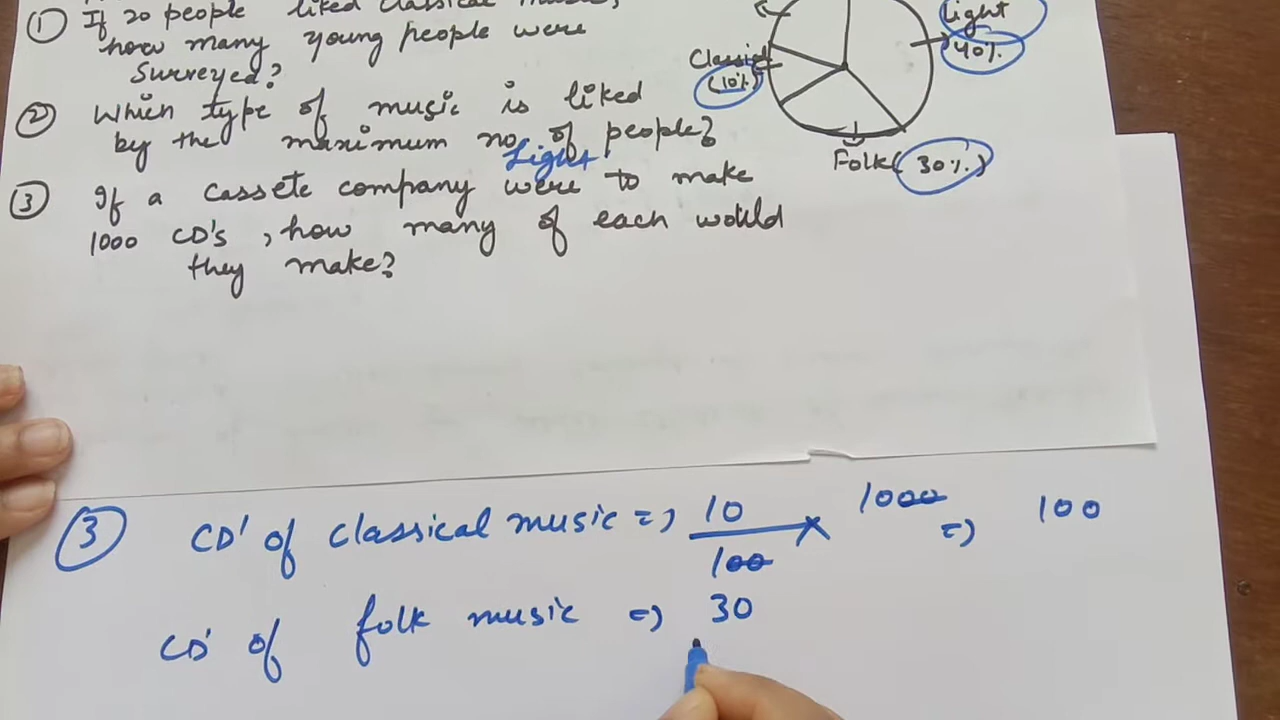 ① If 20 people liked classical music,
how many young people were
surveyed?
② Which type of music is liked
by the maximum no. of people?
Light
③ If a cassete company were to make
1000 CD's, how many of each would
they make?
Light
40%
Classical
(10%)
Folk (30%)
③ CD' of classical music => 10/100 × 1000 => 100
CD' of folk music => 30